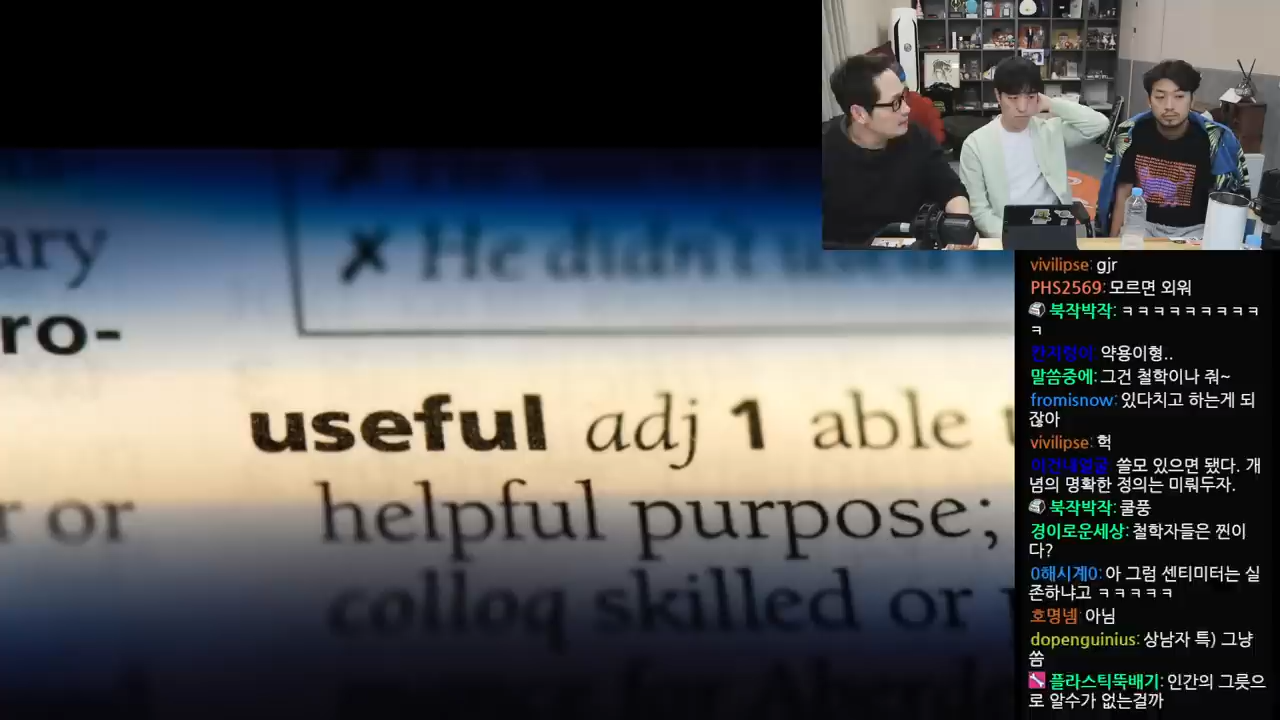 ary
ro-
r or
✗ He didn't
useful adj 1 able
helpful purpose;
colloq skilled or
vivilipse: gjr
PHS2569: 모르면 외워
북작박작: ㅋㅋㅋㅋㅋㅋㅋㅋㅋ
ㅋ
약용이형..
말씀중에: 그건 철학이나 줘~
fromisnow: 있다치고 하는게 되
잖아
vivilipse: 헉
이건내얼굴: 쓸모 있으면 됐다. 개
념의 명확한 정의는 미뤄두자.
북작박작: 쿨풍
경이로운세상: 철학자들은 찐이
다?
0해시계0: 아 그럼 센티미터는 실
존하냐고 ㅋㅋㅋㅋㅋ
호명넴: 아님
dopenguinius: 상남자 특) 그냥
씀
플라스틱뚝배기: 인간의 그릇으
로 알수가 없는걸까